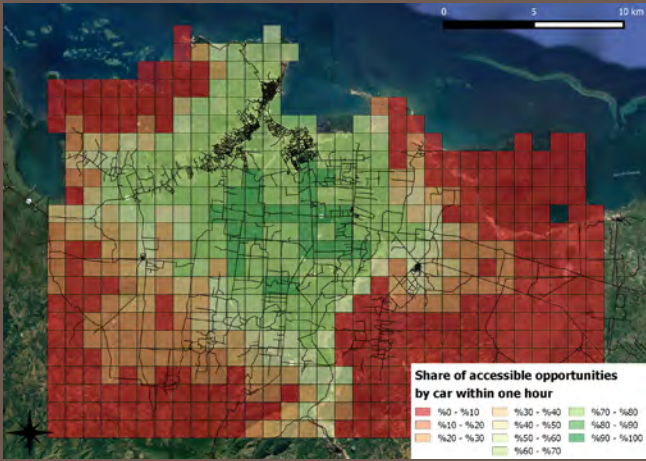 0 5 10 km
Share of accessible opportunities
by car within one hour
%0 - %10 %30 - %40 %70 - %80
%10 - %20 %40 - %50 %80 - %90
%20 - %30 %50 - %60 %90 - %100
%60 - %70